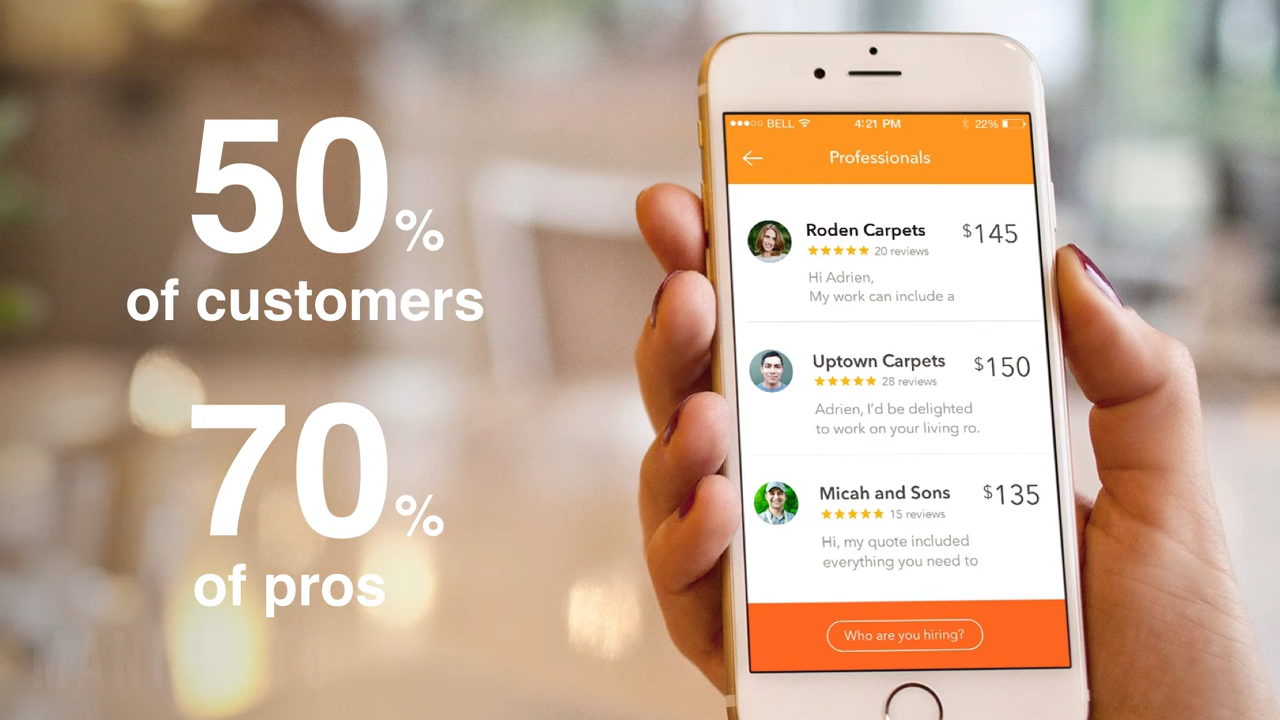 50%
of customers
70%
of pros
BELL 4:21 PM 22%
Professionals
Roden Carpets $145
20 reviews
Hi Adrien,
My work can include a
Uptown Carpets $150
28 reviews
Adrien, I'd be delighted
to work on your living ro.
Micah and Sons $135
15 reviews
Hi, my quote included
everything you need to
Who are you hiring?